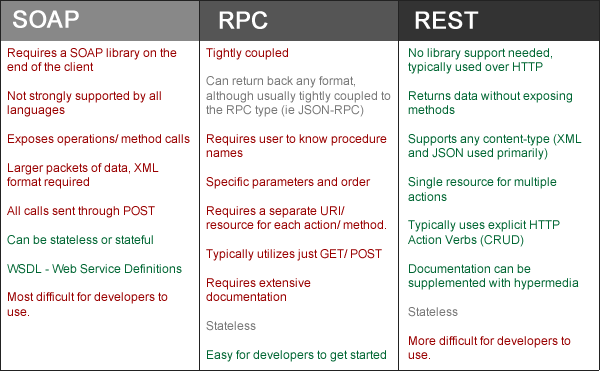 SOAP
Requires a SOAP library on the
end of the client
Not strongly supported by all
languages
Exposes operations/ method calls
Larger packets of data, XML
format required
All calls sent through POST
Can be stateless or stateful
WSDL - Web Service Definitions
Most difficult for developers to
use.
RPC
Tightly coupled
Can return back any format,
although usually tightly coupled to
the RPC type (ie JSON-RPC)
Requires user to know procedure
names
Specific parameters and order
Requires a separate URI/
resource for each action/ method.
Typically utilizes just GET/ POST
Requires extensive
documentation
Stateless
Easy for developers to get started
REST
No library support needed,
typically used over HTTP
Returns data without exposing
methods
Supports any content-type (XML
and JSON used primarily)
Single resource for multiple
actions
Typically uses explicit HTTP
Action Verbs (CRUD)
Documentation can be
supplemented with hypermedia
Stateless
More difficult for developers to
use.